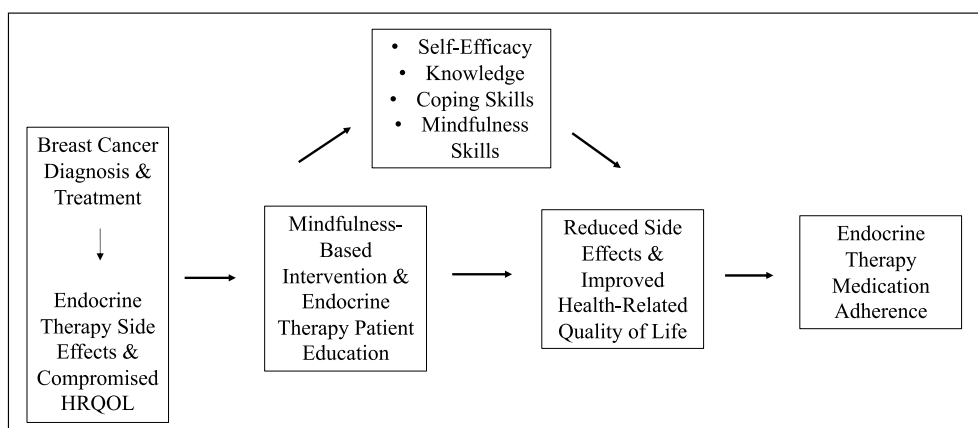 Breast Cancer
Diagnosis &
Treatment
Endocrine
Therapy Side
Effects &
Compromised
HRQOL
Mindfulness-
Based
Intervention &
Endocrine
Therapy Patient
Education
• Self-Efficacy
• Knowledge
• Coping Skills
• Mindfulness
Skills
Reduced Side
Effects &
Improved
Health-Related
Quality of Life
Endocrine
Therapy
Medication
Adherence